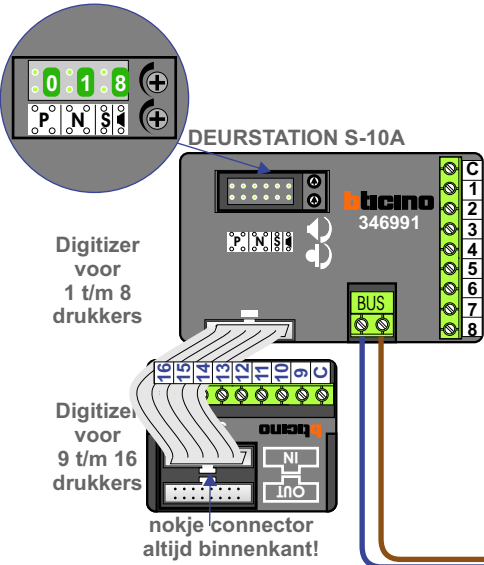 0 1 8
P N S
DEURSTATION S-10A
bticino
346991
P N S
C
1
2
3
4
5
6
7
8
BUS
Digitizer
voor
1 t/m 8
drukkers
16 15 14 13 12 11 10 9 C
bticino
IN
OUT
Digitizer
voor
9 t/m 16
drukkers
nokje connector
altijd binnenkant!